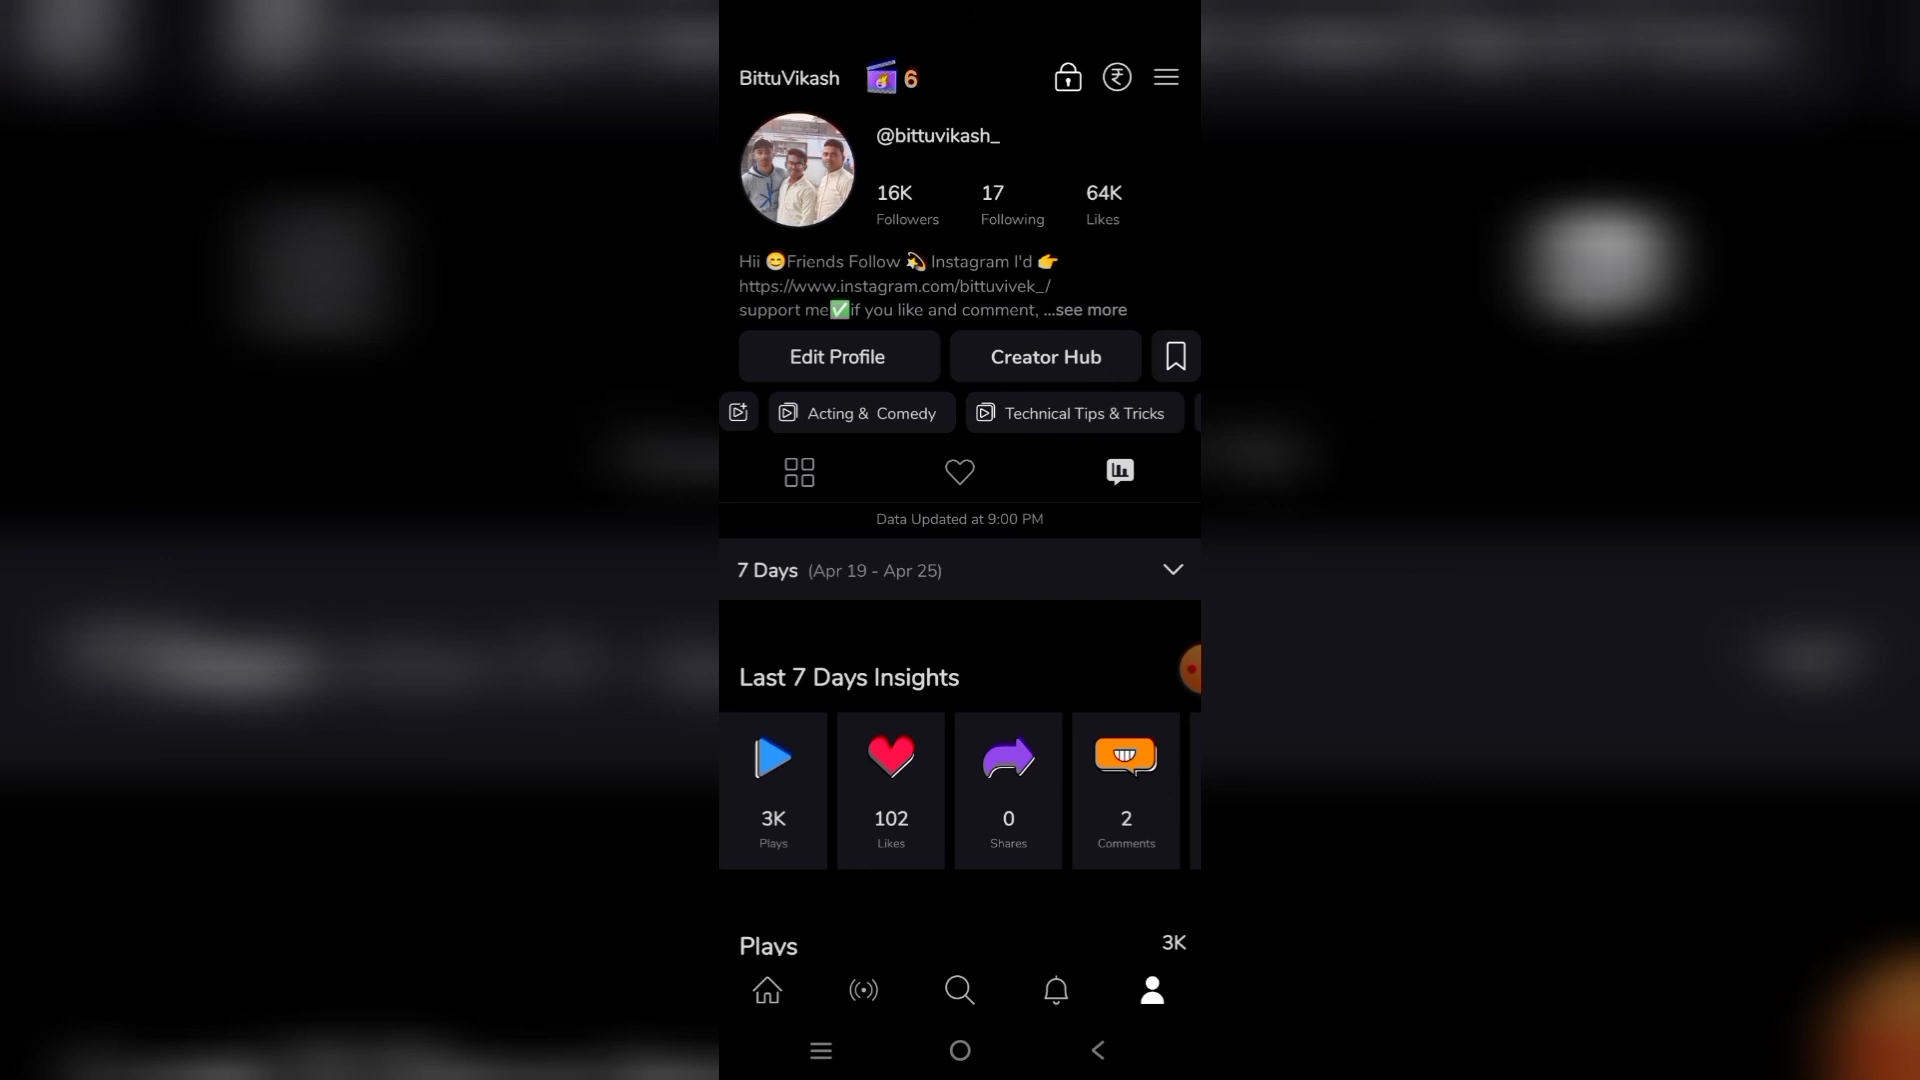 BittuVikash 6
@bittuvikash_
16K 17 64K
Followers Following Likes
Hii 😊Friends Follow 💫 Instagram I'd 👉
https://www.instagram.com/bittuvivek_/
support me✅if you like and comment, ...see more
Edit Profile Creator Hub
Acting & Comedy Technical Tips & Tricks
Data Updated at 9:00 PM
7 Days (Apr 19 - Apr 25)
Last 7 Days Insights
3K 102 0 2
Plays Likes Shares Comments
Plays 3K